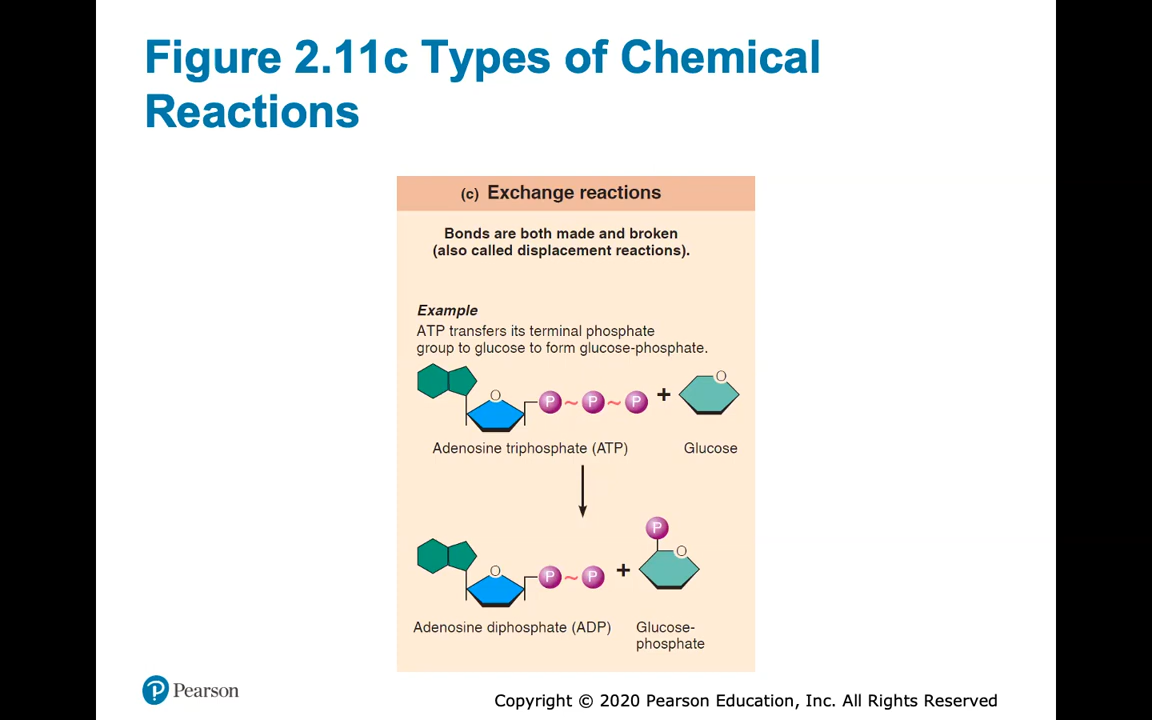 Figure 2.11c Types of Chemical
Reactions
(c) Exchange reactions
Bonds are both made and broken
(also called displacement reactions).
Example
ATP transfers its terminal phosphate
group to glucose to form glucose-phosphate.
O P ~ P ~ P + O
Adenosine triphosphate (ATP) Glucose
P
O P ~ P + O
Adenosine diphosphate (ADP) Glucose-
phosphate
P Pearson
Copyright © 2020 Pearson Education, Inc. All Rights Reserved